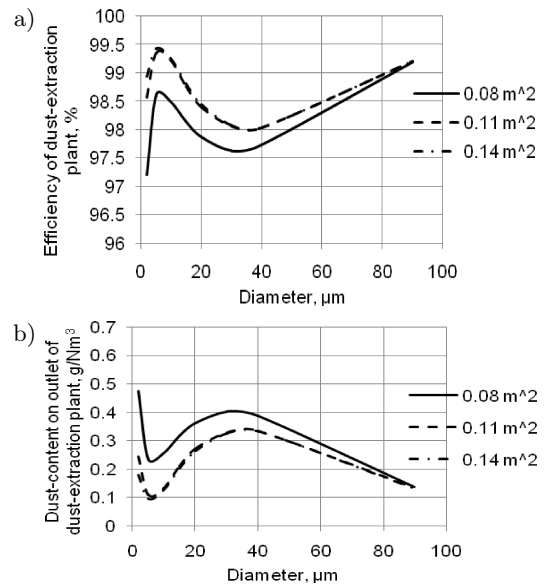 a)
Efficiency of dust-extraction
plant, %
99.5
99
98.5
98
97.5
97
96.5
96
0 20 40 60 80 100
Diameter, µm
0.08 m^2
0.11 m^2
0.14 m^2
b)
Dust-content on outlet of
dust-extraction plant, g/Nm³
0.7
0.6
0.5
0.4
0.3
0.2
0.1
0
0 20 40 60 80 100
Diameter, µm
0.08 m^2
0.11 m^2
0.14 m^2